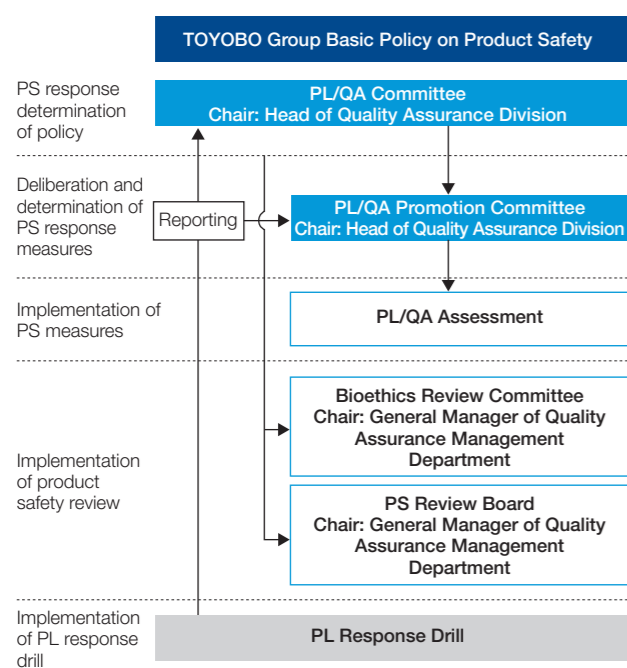 TOYOBO Group Basic Policy on Product Safety
PS response
determination
of policy
PL/QA Committee
Chair: Head of Quality Assurance Division
Deliberation and
determination of
PS response
measures
Reporting
PL/QA Promotion Committee
Chair: Head of Quality Assurance Division
Implementation of
PS measures
PL/QA Assessment
Implementation
of product
safety review
Bioethics Review Committee
Chair: General Manager of Quality
Assurance Management
Department
PS Review Board
Chair: General Manager of Quality
Assurance Management
Department
Implementation
of PL response
drill
PL Response Drill